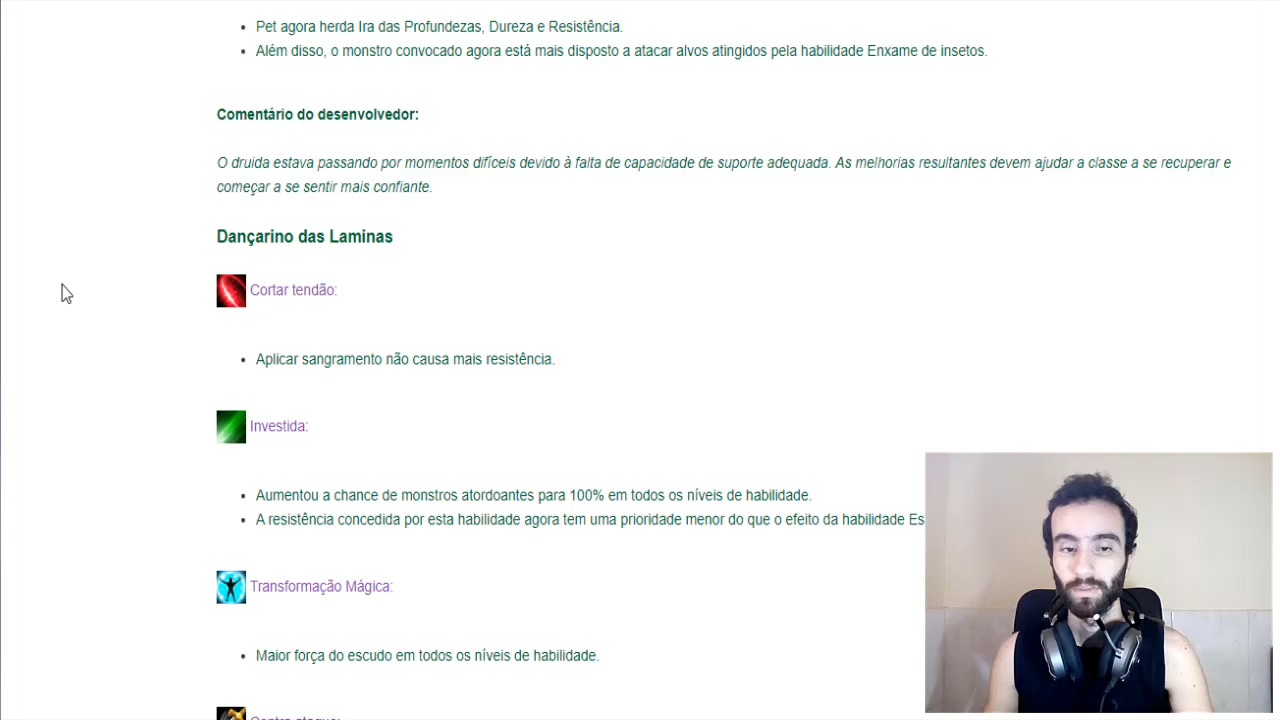 Pet agora herda Ira das Profundezas, Dureza e Resistência.
Além disso, o monstro convocado agora está mais disposto a atacar alvos atingidos pela habilidade Enxame de insetos.
Comentário do desenvolvedor:
O druida estava passando por momentos difíceis devido à falta de capacidade de suporte adequada. As melhorias resultantes devem ajudar a classe a se recuperar e
começar a se sentir mais confiante.
Dançarino das Laminas
Cortar tendão:
Aplicar sangramento não causa mais resistência.
Investida:
Aumentou a chance de monstros atordoantes para 100% em todos os níveis de habilidade.
A resistência concedida por esta habilidade agora tem uma prioridade menor do que o efeito da habilidade Es
Transformação Mágica:
Maior força do escudo em todos os níveis de habilidade.